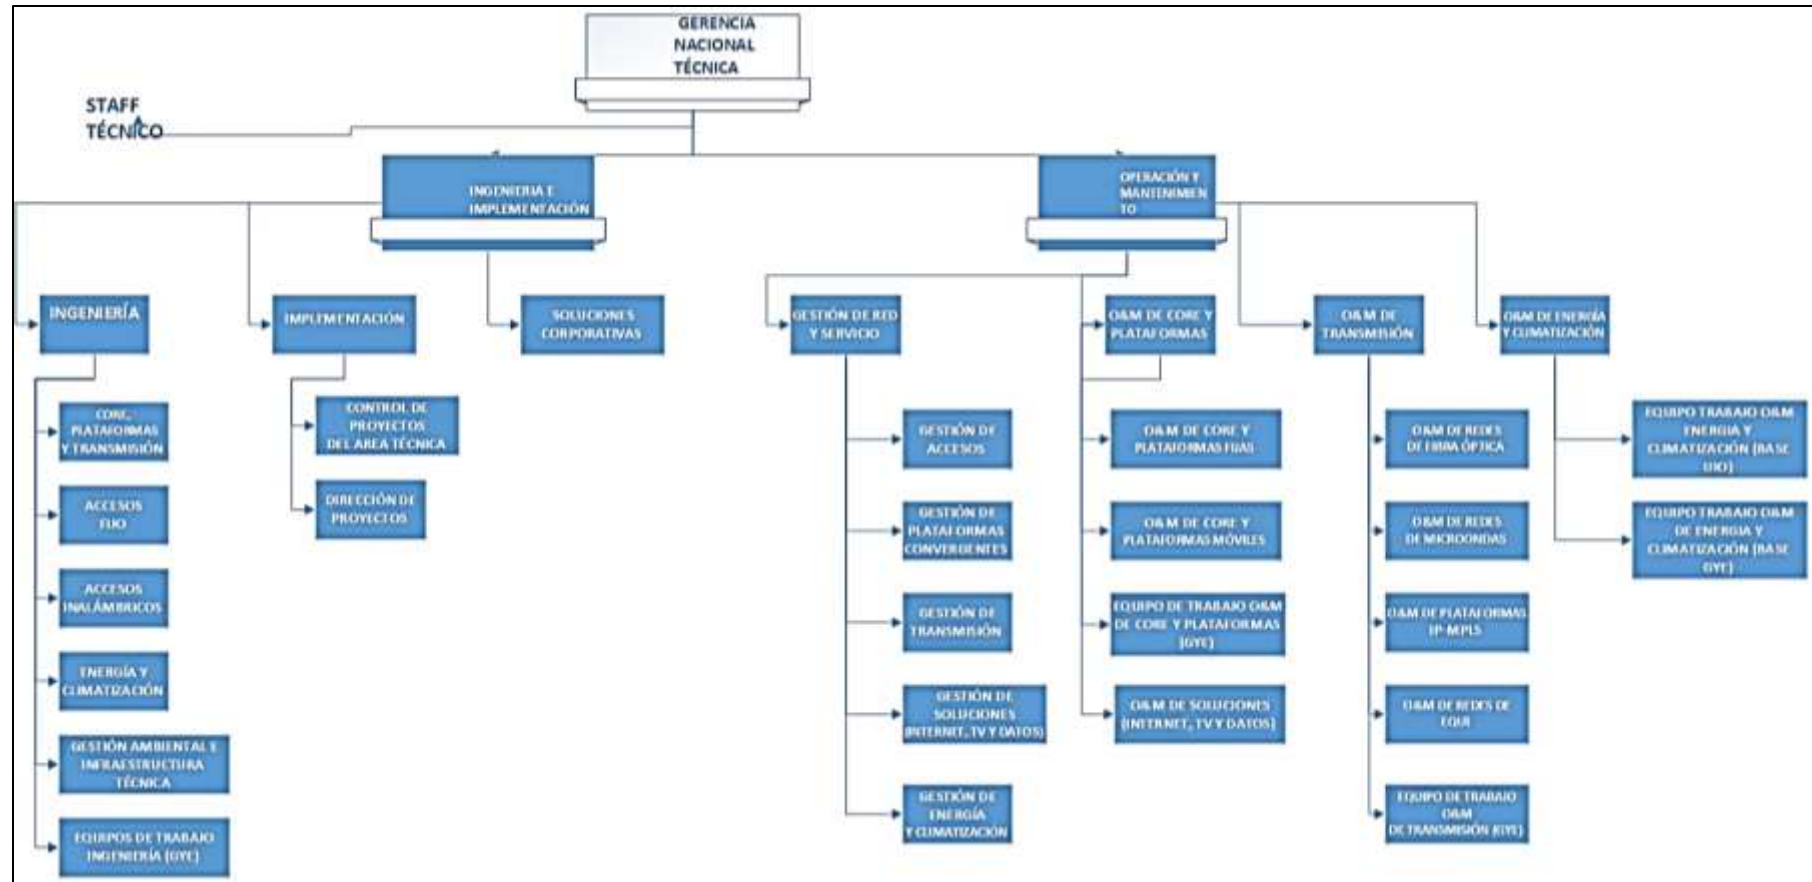 GERENCIA
NACIONAL
TÉCNICA
STAFF
TÉCNICO
INGENIERIA E
IMPLEMENTACIÓN
OPERACIÓN Y
MANTENIMIEN
TO
INGENIERÍA
IMPLEMENTACIÓN
SOLUCIONES
CORPORATIVAS
GESTIÓN DE RED
Y SERVICIO
O&M DE CORE Y
PLATAFORMAS
O&M DE
TRANSMISIÓN
O&M DE ENERGÍA
Y CLIMATIZACIÓN
CORE,
PLATAFORMAS
Y TRANSMISIÓN
ACCESOS
FIJO
ACCESOS
INALÁMBRICOS
ENERGÍA Y
CLIMATIZACIÓN
GESTIÓN AMBIENTAL E
INFRAESTRUCTURA
TÉCNICA
EQUIPOS DE TRABAJO
INGENIERÍA (GYE)
CONTROL DE
PROYECTOS
DEL AREA TÉCNICA
DIRECCIÓN DE
PROYECTOS
GESTIÓN DE
ACCESOS
GESTIÓN DE
PLATAFORMAS
CONVERGENTES
GESTIÓN DE
TRANSMISIÓN
GESTIÓN DE
SOLUCIONES
(INTERNET, TV Y DATOS)
GESTIÓN DE
ENERGÍA
Y CLIMATIZACIÓN
O&M DE CORE Y
PLATAFORMAS FIJAS
O&M DE CORE Y
PLATAFORMAS MÓVILES
EQUIPO DE TRABAJO O&M
DE CORE Y PLATAFORMAS
(GYE)
O&M DE SOLUCIONES
(INTERNET, TV Y DATOS)
O&M DE REDES
DE FIBRA ÓPTICA
O&M DE REDES
DE MICROONDAS
O&M DE PLATAFORMAS
IP-MPLS
O&M DE REDES DE
EQUI
EQUIPO DE TRABAJO
O&M
DE TRANSMISIÓN (GYE)
EQUIPO TRABAJO O&M
ENERGIA Y
CLIMATIZACIÓN (BASE
UIO)
EQUIPO TRABAJO O&M
DE ENERGIA Y
CLIMATIZACIÓN (BASE
GYE)